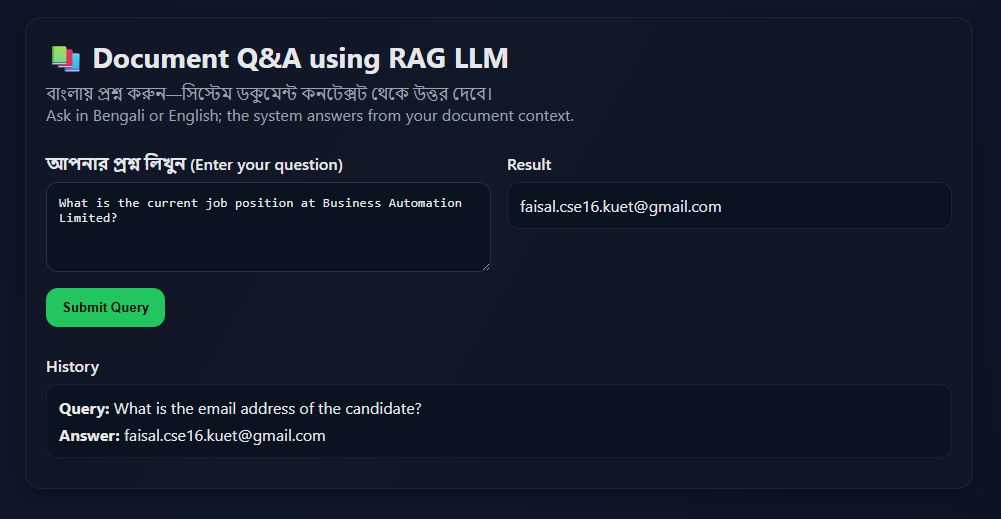 📚 Document Q&A using RAG LLM
বাংলায় প্রশ্ন করুন—সিস্টেম ডকুমেন্ট কনটেক্সট থেকে উত্তর দেবে।
Ask in Bengali or English; the system answers from your document context.
আপনার প্রশ্ন লিখুন (Enter your question)
What is the current job position at Business Automation
Limited?
Submit Query
Result
faisal.cse16.kuet@gmail.com
History
Query: What is the email address of the candidate?
Answer: faisal.cse16.kuet@gmail.com